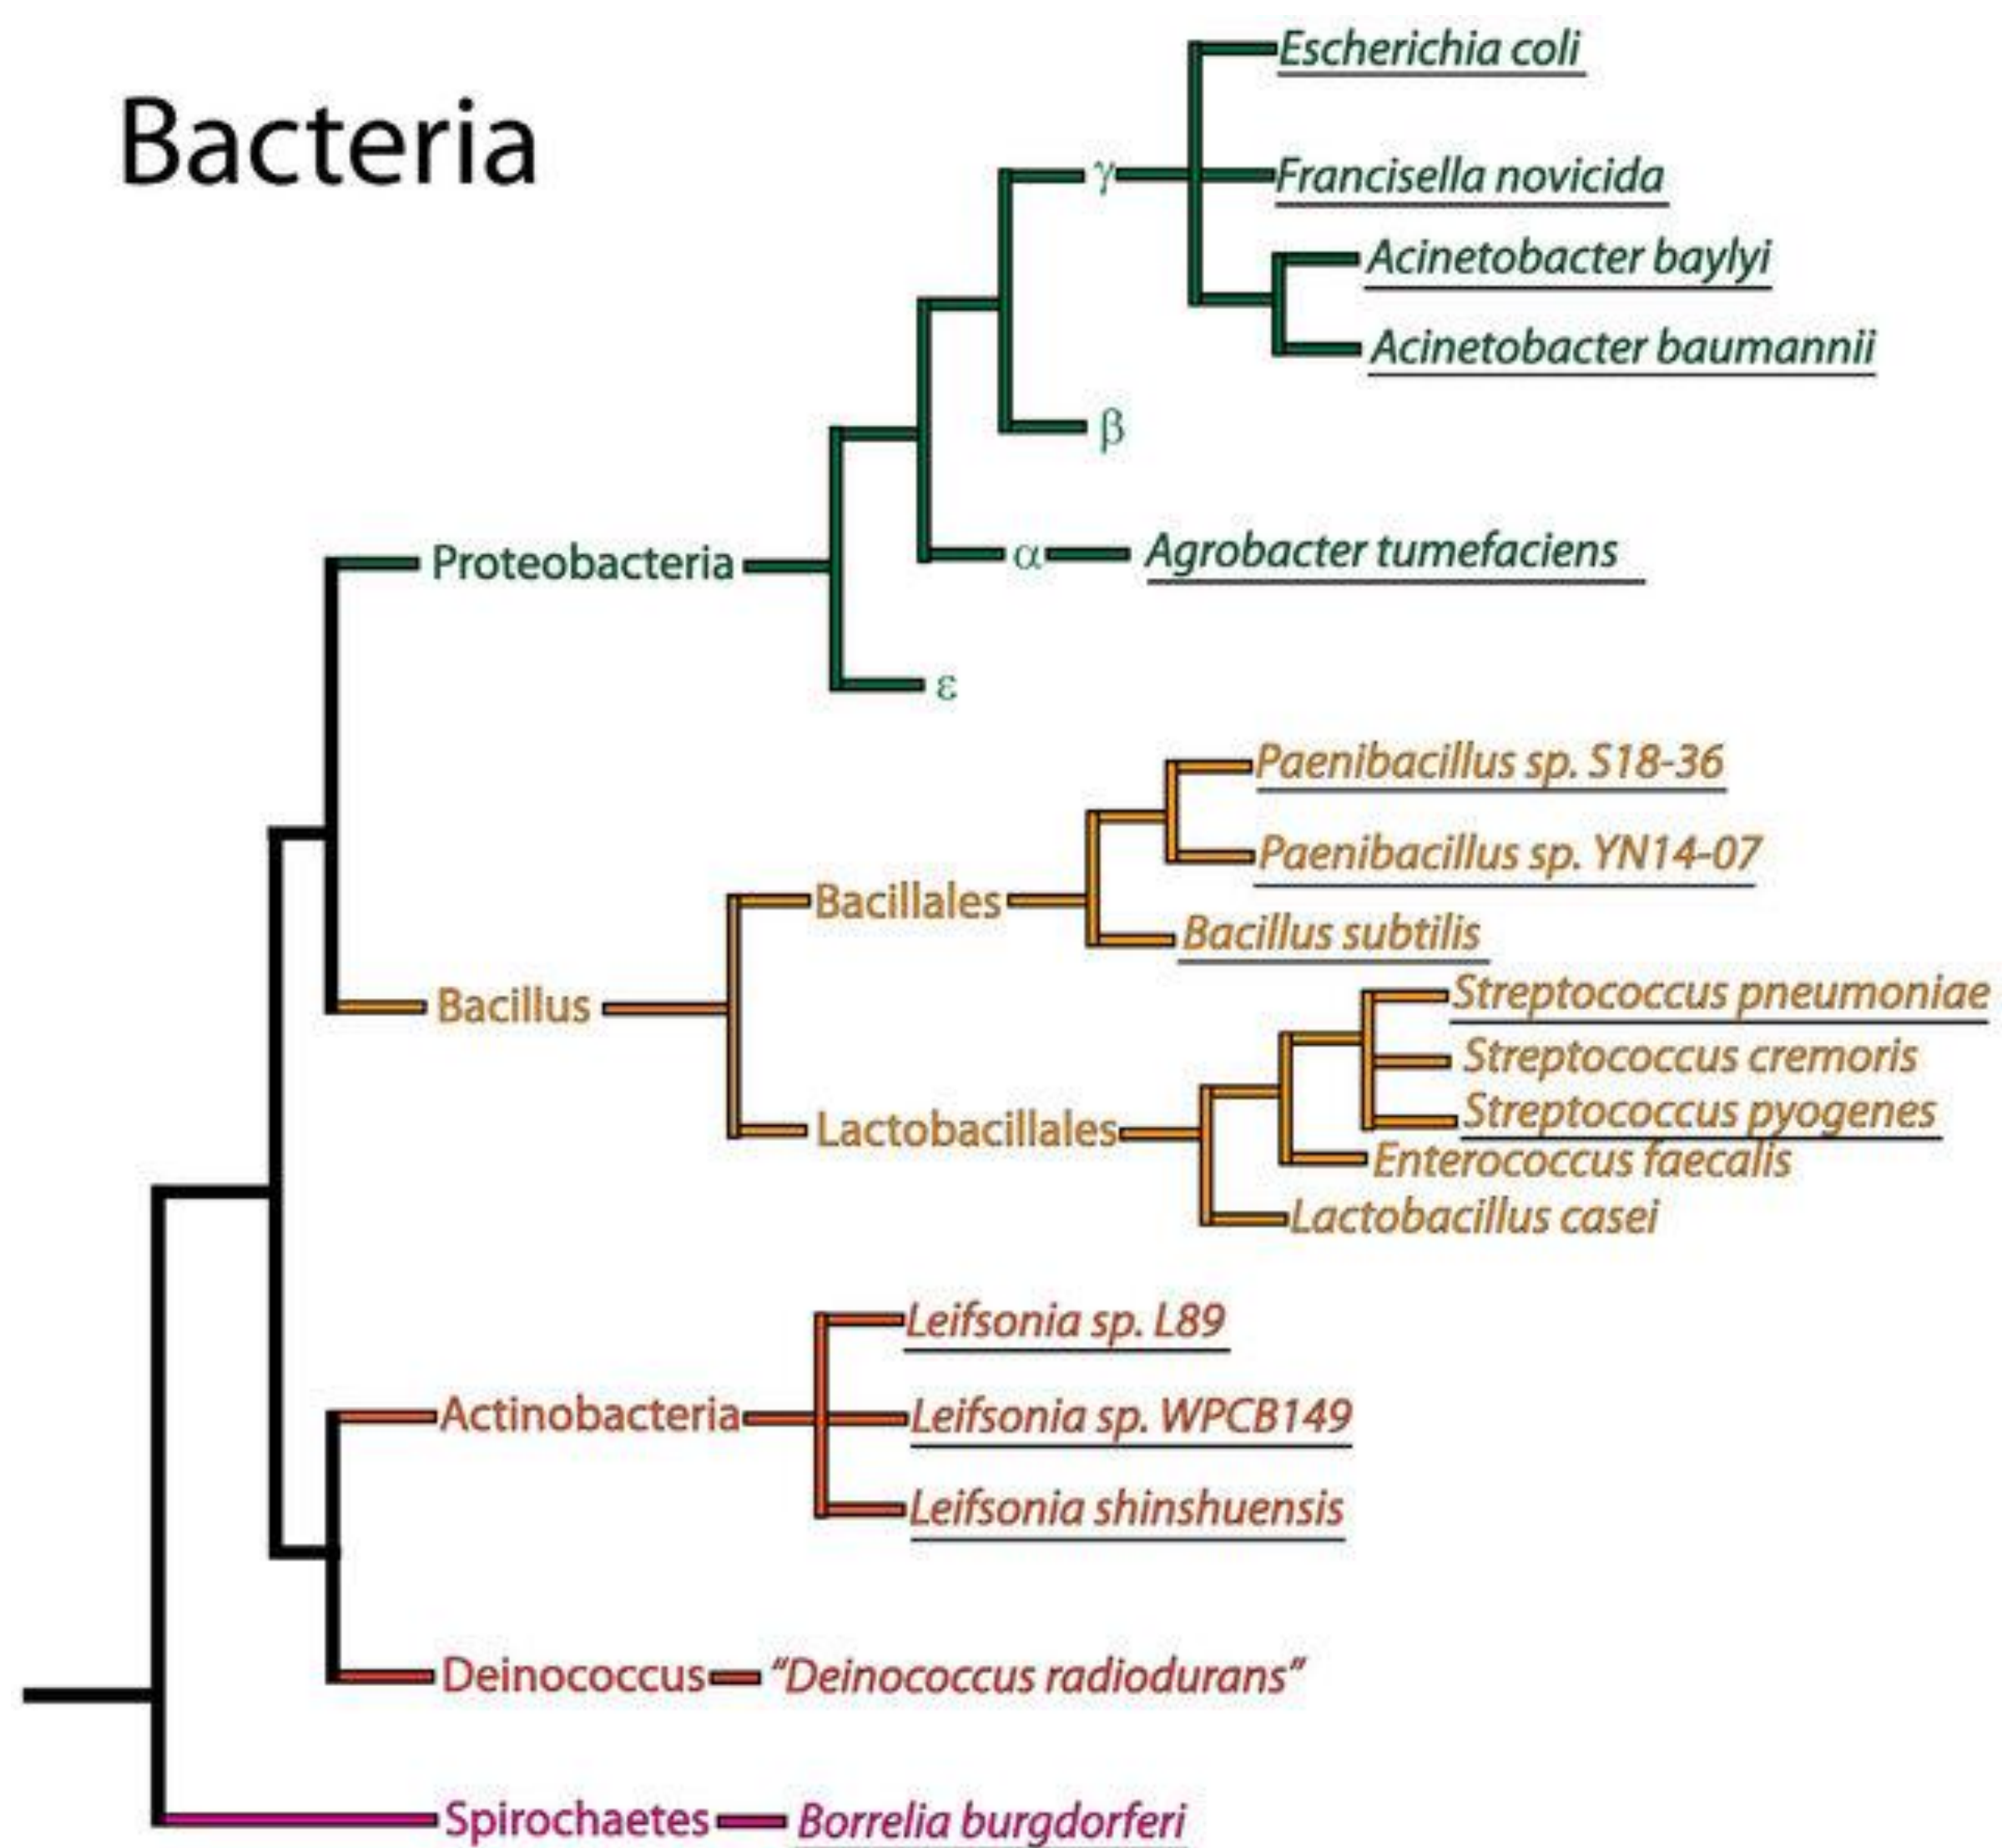 Bacteria
Escherichia coli
γ
Francisella novicida
Acinetobacter baylyi
Acinetobacter baumannii
β
Proteobacteria
α
Agrobacter tumefaciens
ε
Paenibacillus sp. S18-36
Paenibacillus sp. YN14-07
Bacillales
Bacillus subtilis
Bacillus
Streptococcus pneumoniae
Streptococcus cremoris
Streptococcus pyogenes
Lactobacillales
Enterococcus faecalis
Lactobacillus casei
Leifsonia sp. L89
Actinobacteria
Leifsonia sp. WPCB149
Leifsonia shinshuensis
Deinococcus
"Deinococcus radiodurans"
Spirochaetes
Borrelia burgdorferi